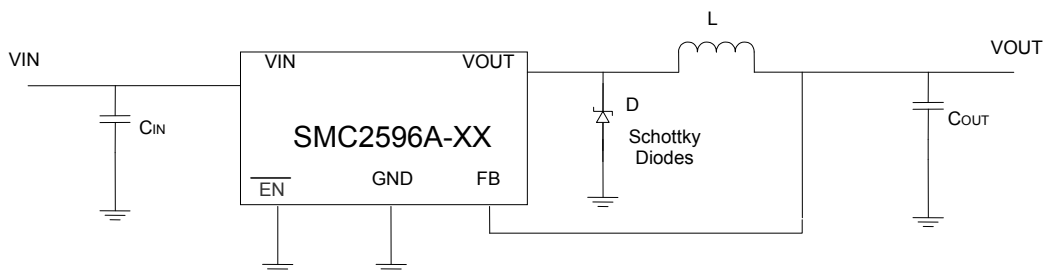 L
VIN
VOUT
VIN
VOUT
CIN
D
COUT
SMC2596A-XX
Schottky
Diodes
EN
GND
FB